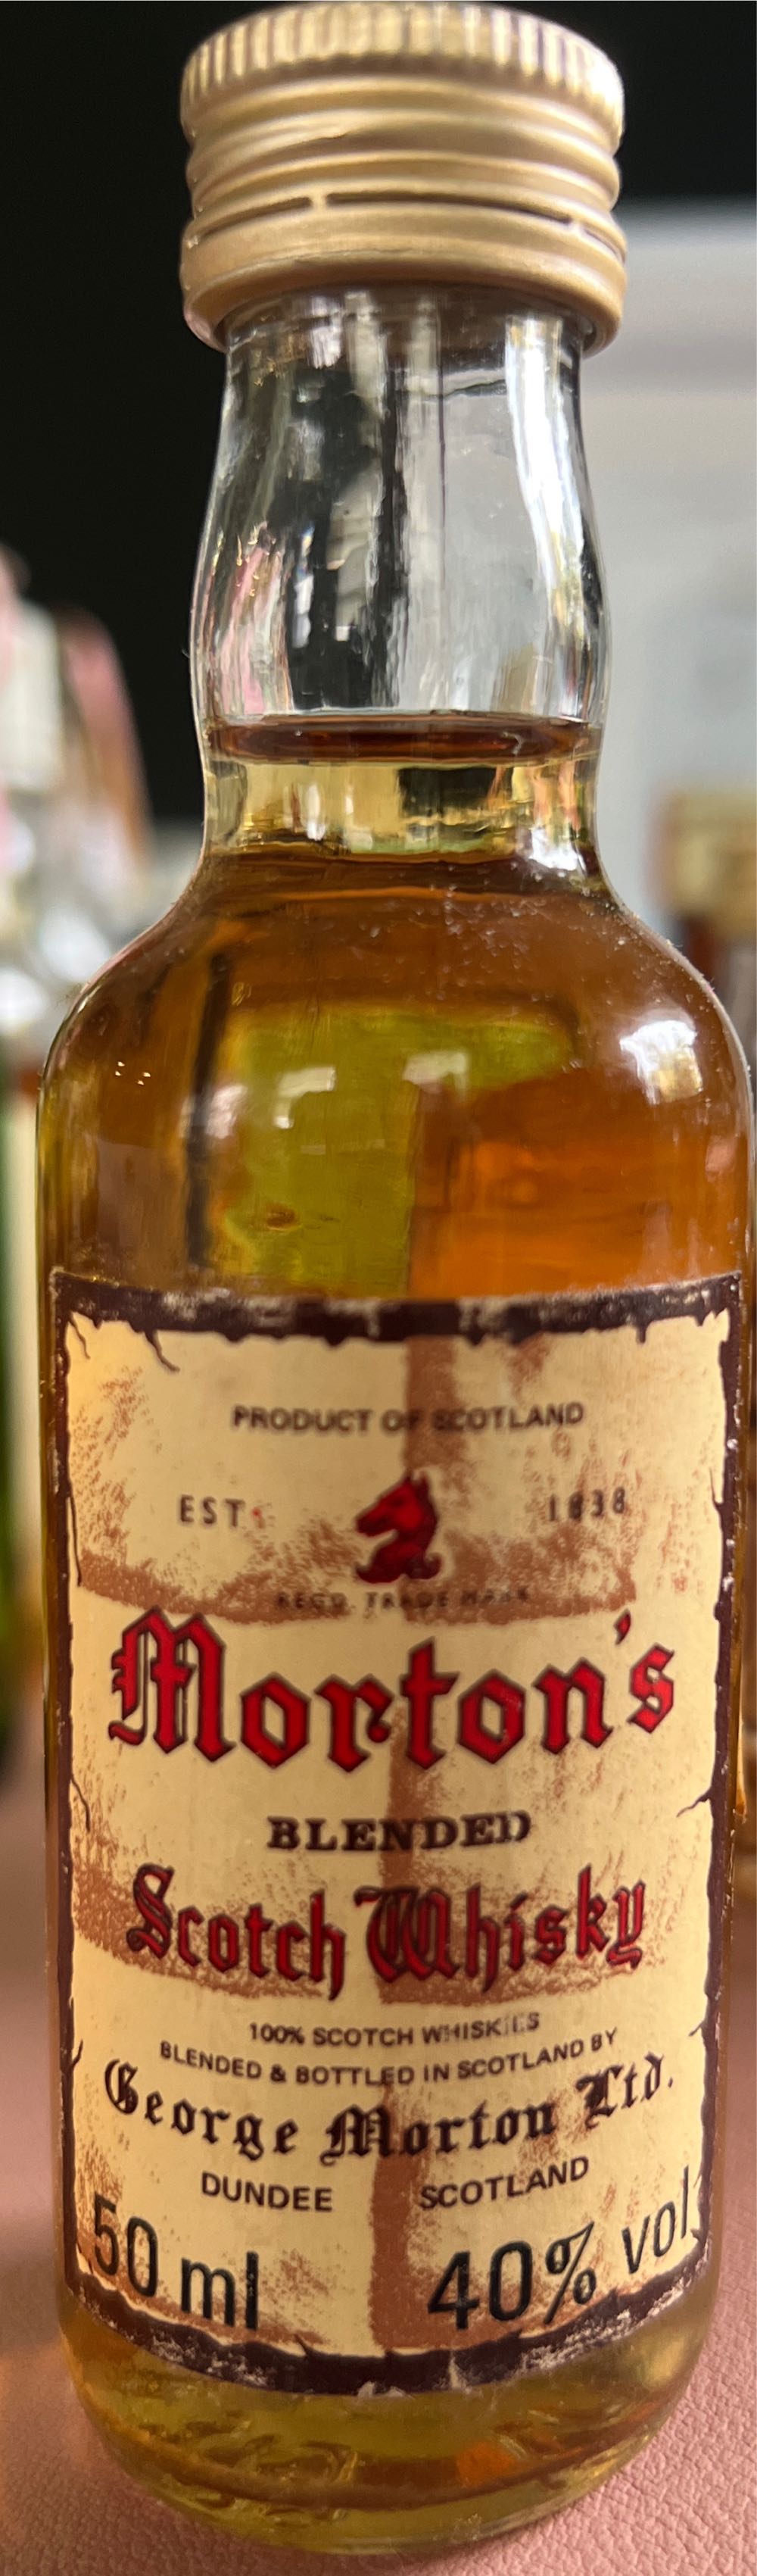 PRODUCT OF SCOTLAND
EST. 1838
REGD. TRADE MARK
Morton's
BLENDED
Scotch Whisky
100% SCOTCH WHISKIES
BLENDED & BOTTLED IN SCOTLAND BY
George Morton Ltd.
DUNDEE SCOTLAND
50 ml 40% vol.